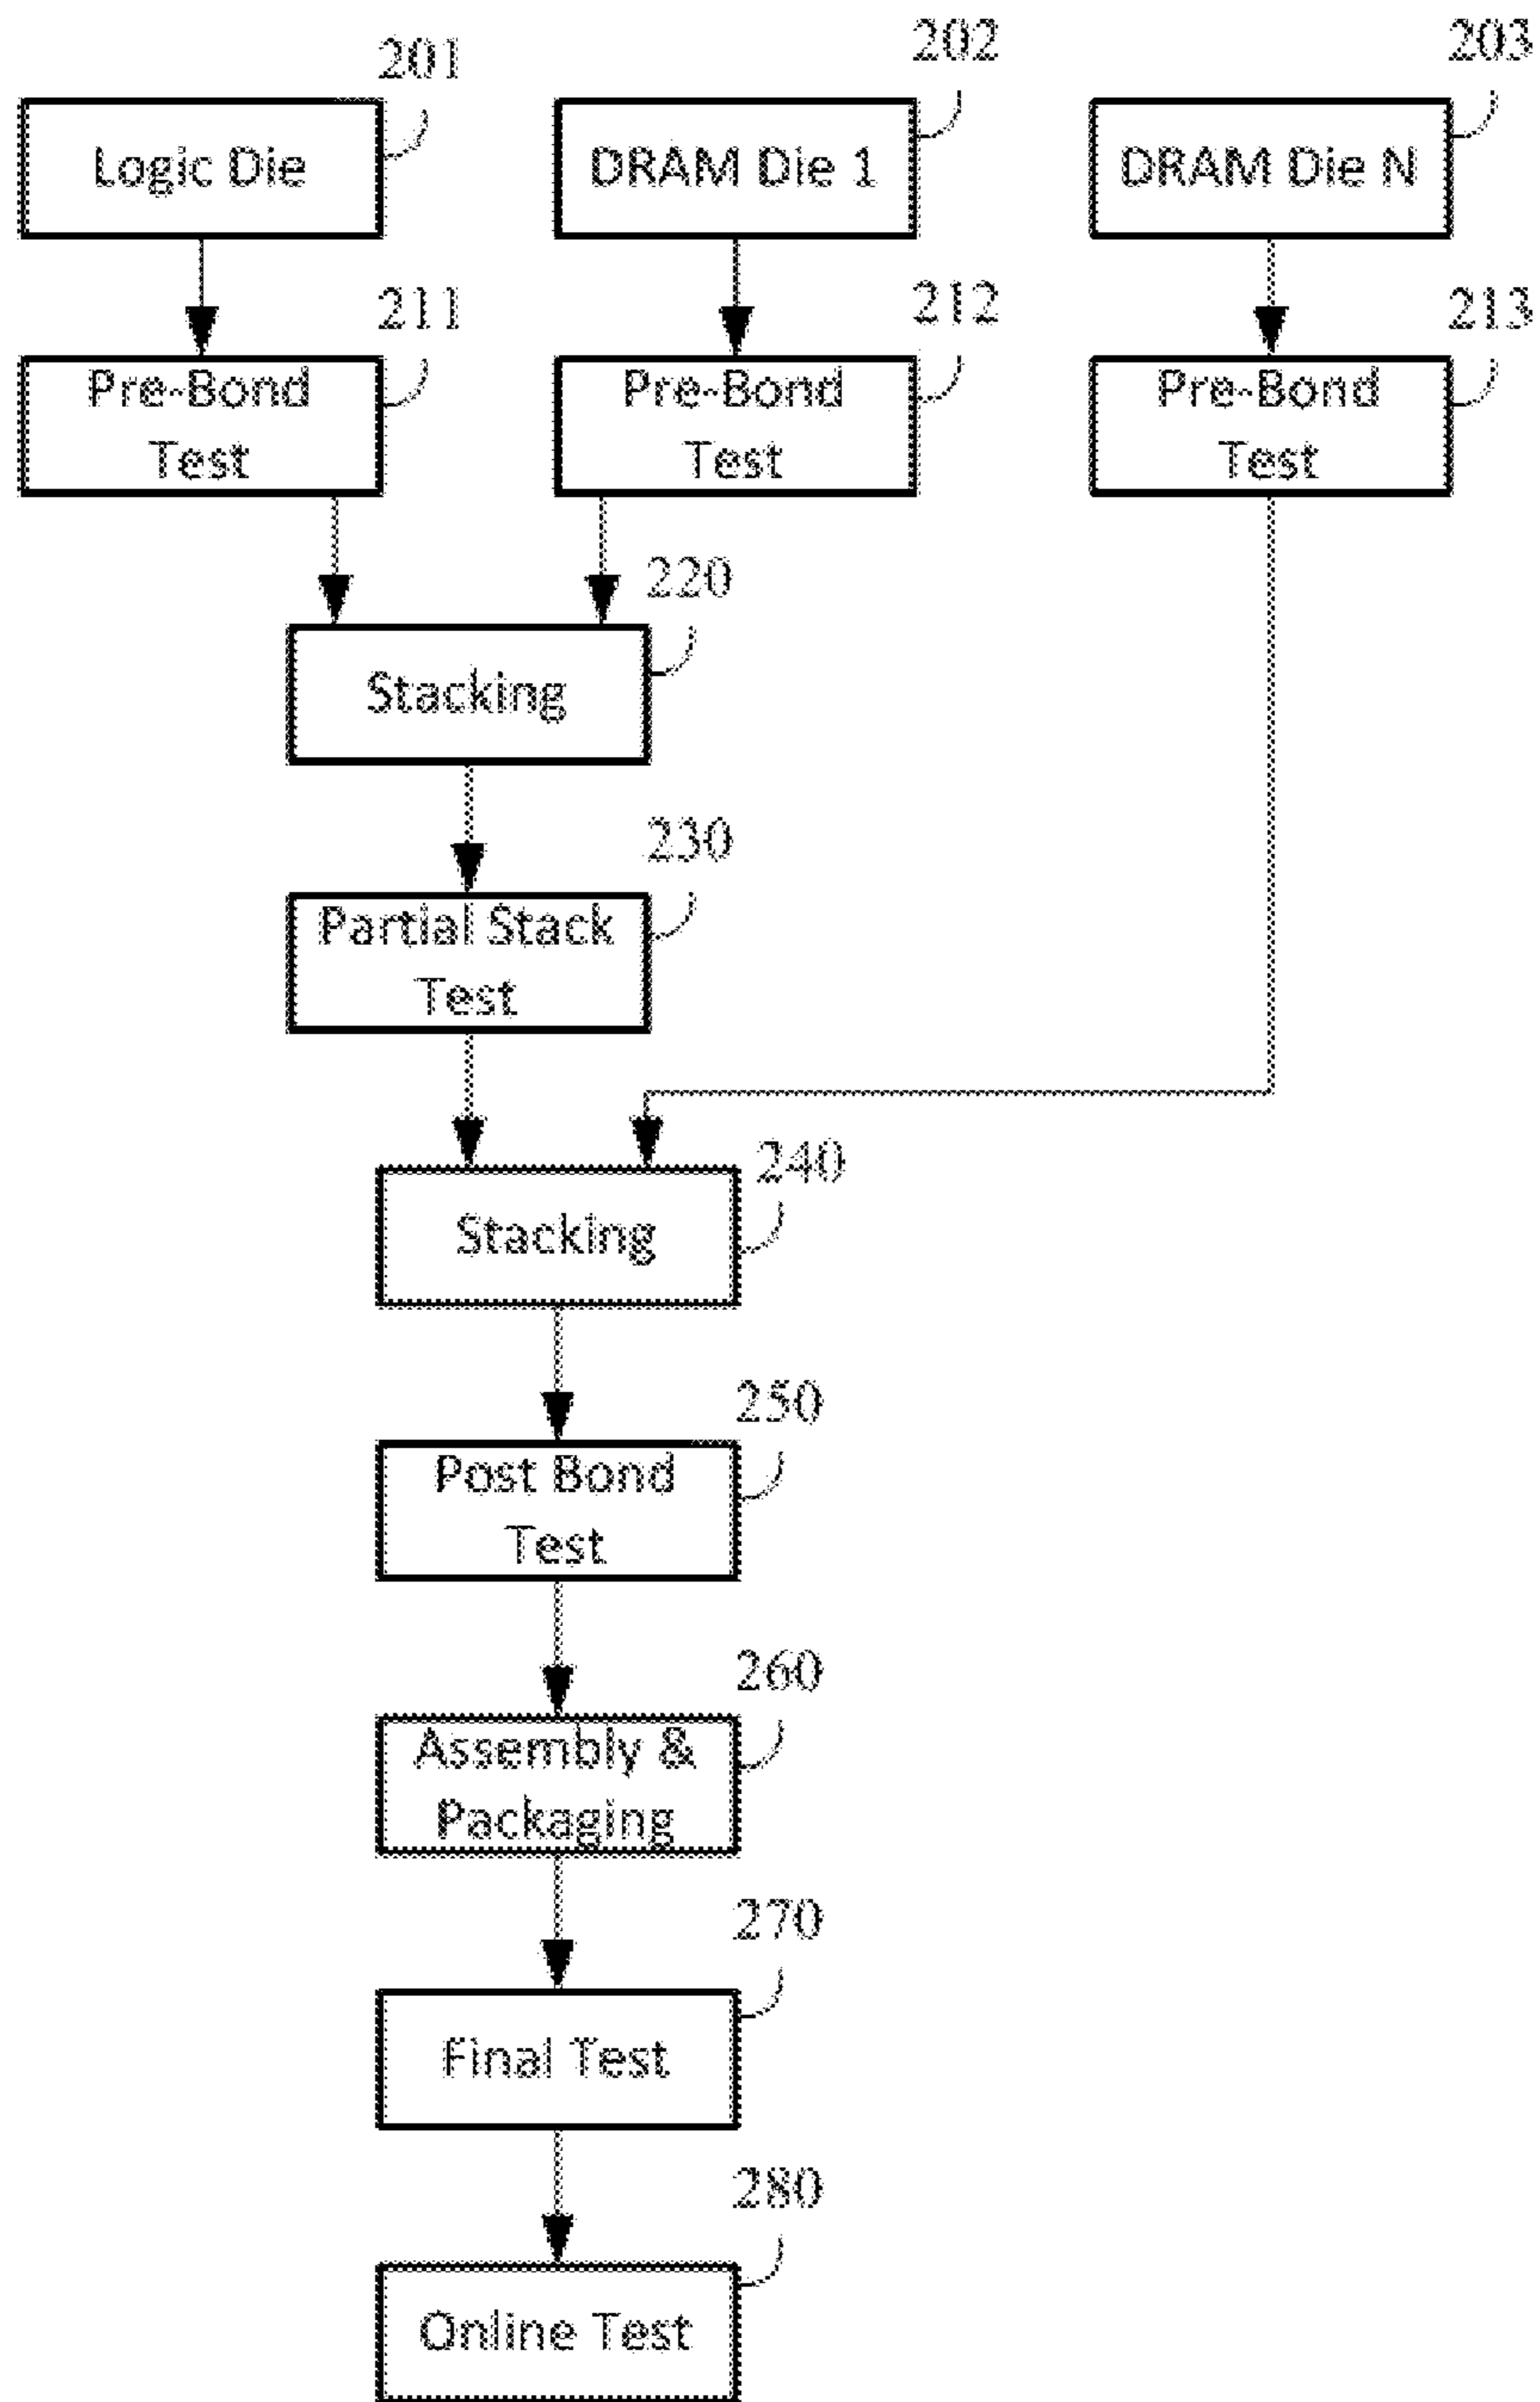 201
202
203
Logic Die
DRAM Die 1
DRAM Die N
211
212
213
Pre-Bond
Test
Pre-Bond
Test
Pre-Bond
Test
220
Stacking
230
Partial Stack
Test
240
Stacking
250
Post Bond
Test
260
Assembly &
Packaging
270
Final Test
280
Online Test